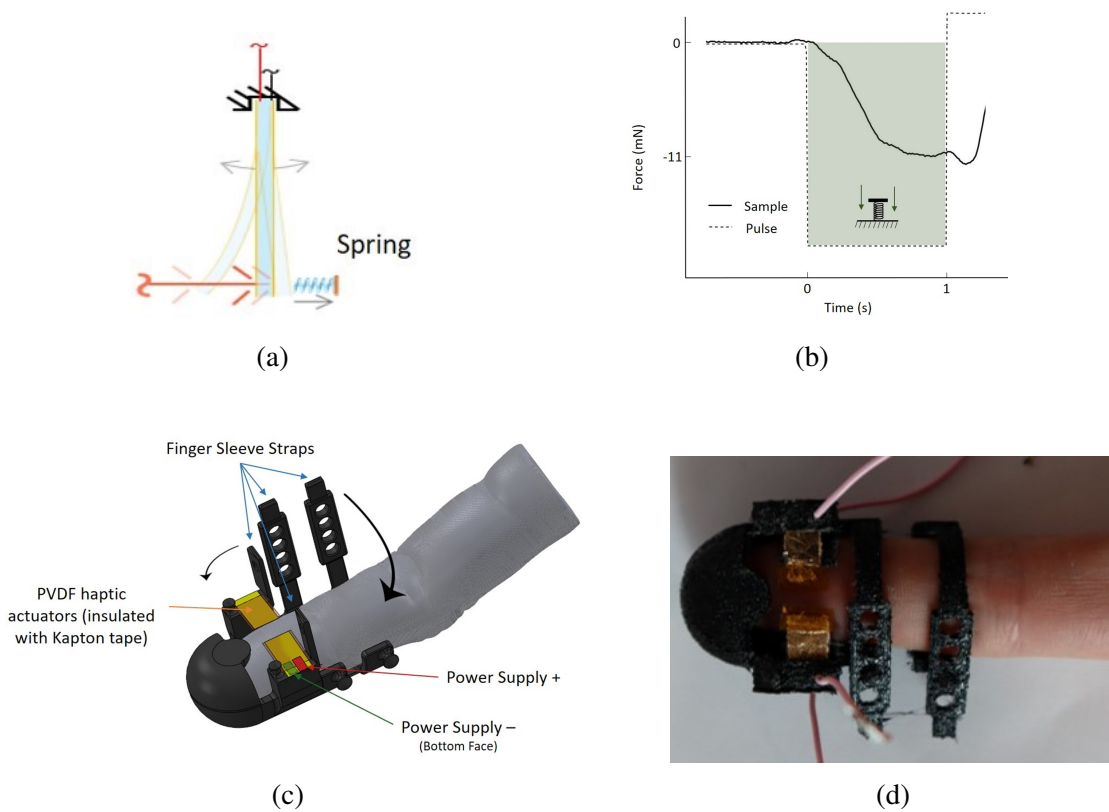 Spring
(a)
0
-11
Force (mN)
Sample
Pulse
0
1
Time (s)
(b)
Finger Sleeve Straps
PVDF haptic
actuators (insulated
with Kapton tape)
Power Supply +
Power Supply –
(Bottom Face)
(c)
(d)